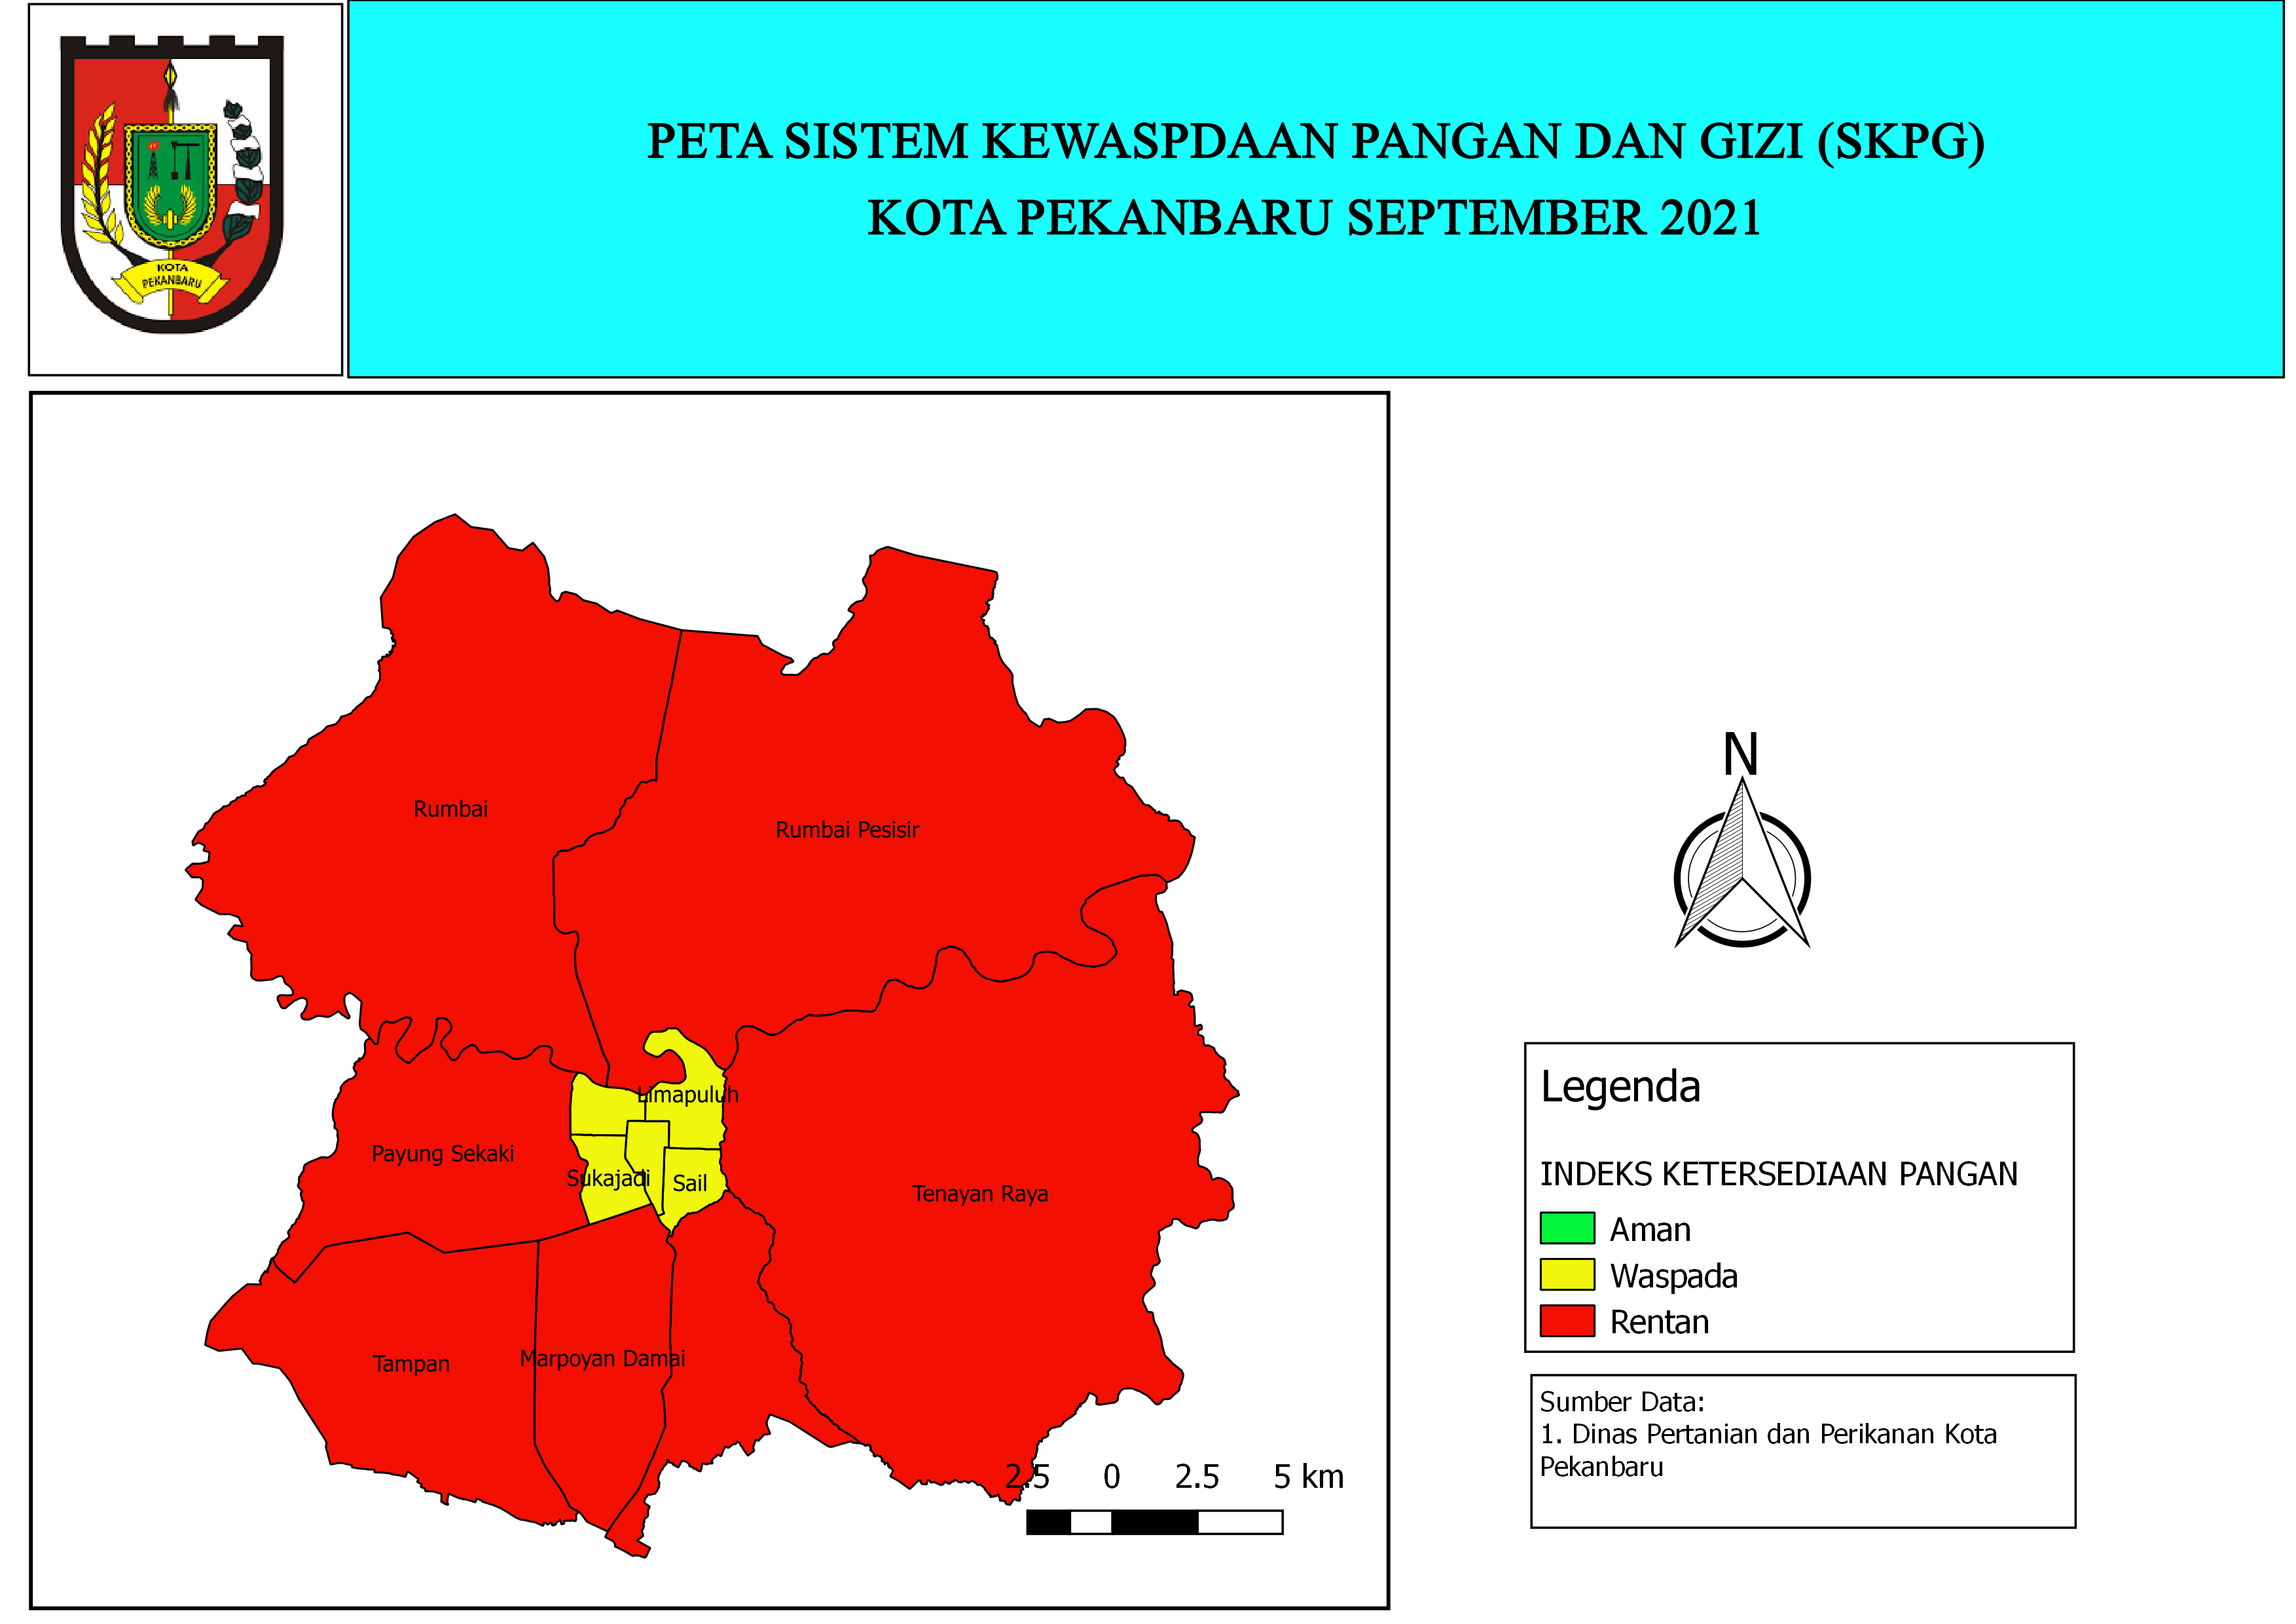 KOTA
PEKANBARU
PETA SISTEM KEWASPDAAN PANGAN DAN GIZI (SKPG)
KOTA PEKANBARU SEPTEMBER 2021
Rumbai
Rumbai Pesisir
Limapuluh
Payung Sekaki
Sukajadi
Sail
Tenayan Raya
Tampan
Marpoyan Damai
2.5 0 2.5 5 km
N
Legenda
INDEKS KETERSEDIAAN PANGAN
Aman
Waspada
Rentan
Sumber Data:
1. Dinas Pertanian dan Perikanan Kota
Pekanbaru